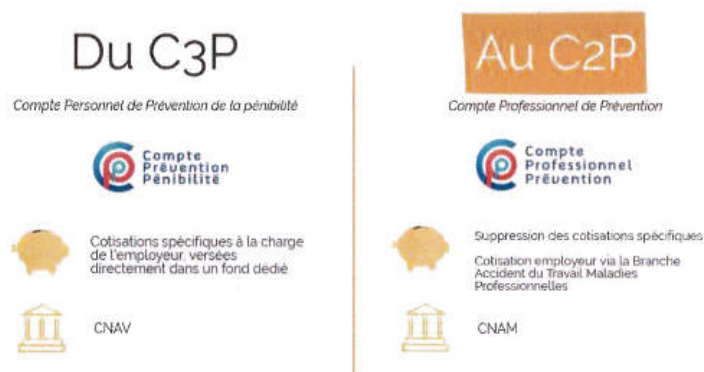 Du C3P
Compte Personnel de Prévention de la pénibilité
Compte
Prévention
Pénibilité
Cotisations spécifiques à la charge
de l'employeur, versées
directement dans un fond dédié
CNAV
Au C2P
Compte Professionnel de Prévention
Compte
Professionnel
Prévention
Suppression des cotisations spécifiques
Cotisation employeur via la Branche
Accident du Travail Maladies
Professionnelles
CNAM